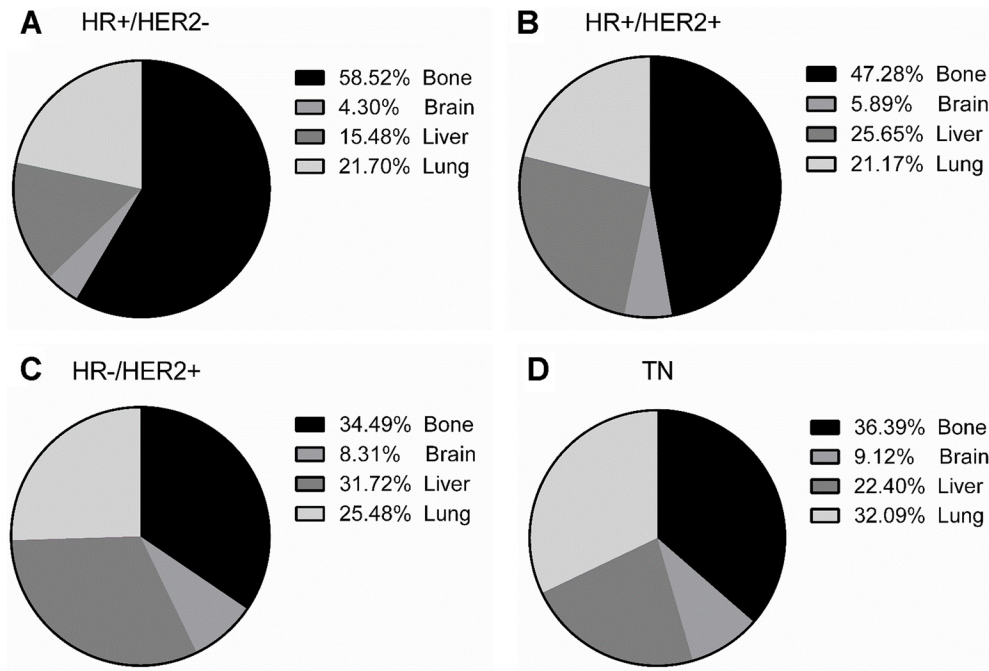 A HR+/HER2-
58.52% Bone
4.30% Brain
15.48% Liver
21.70% Lung
B HR+/HER2+
47.28% Bone
5.89% Brain
25.65% Liver
21.17% Lung
C HR-/HER2+
34.49% Bone
8.31% Brain
31.72% Liver
25.48% Lung
D TN
36.39% Bone
9.12% Brain
22.40% Liver
32.09% Lung